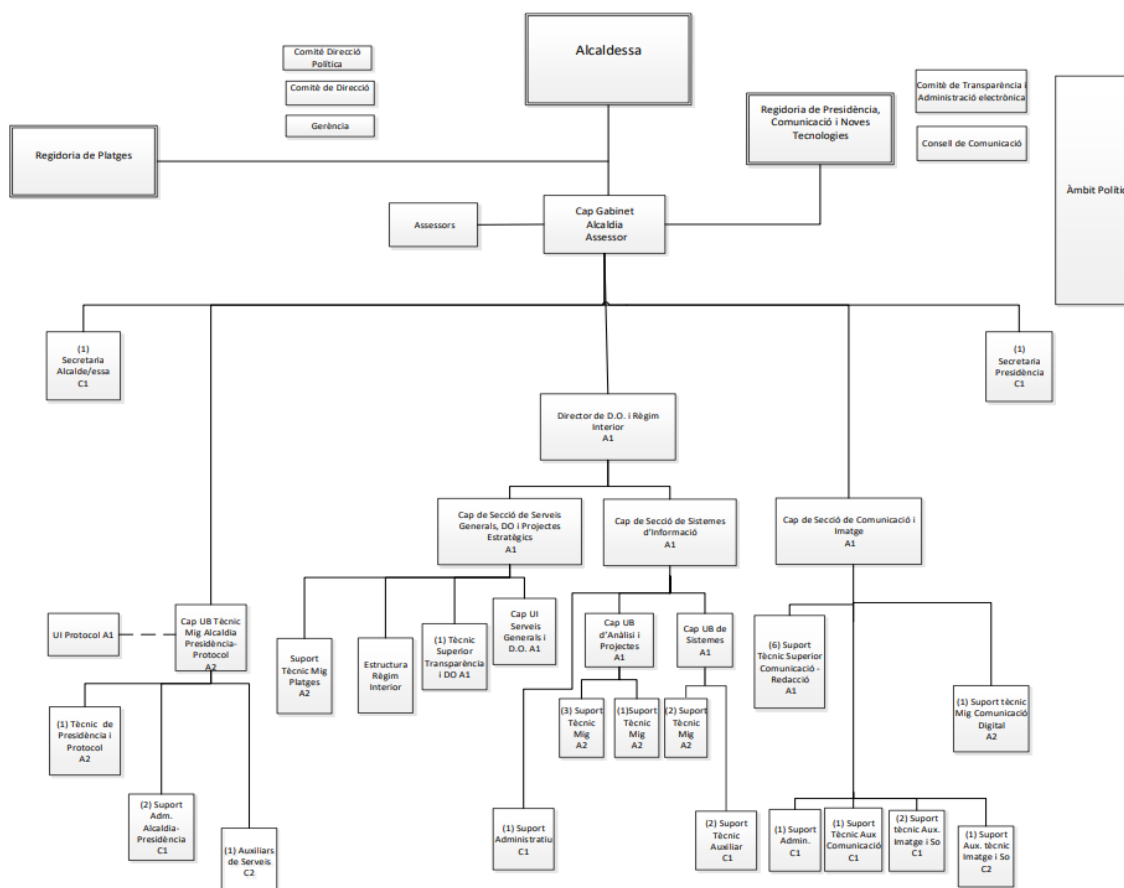 Alcaldessa
Comitè Direcció
Política
Comitè de Direcció
Gerència
Regidoria de Presidència,
Comunicació i Noves
Tecnologies
Comitè de Transparència i
Administració electrònica
Consell de Comunicació
Àmbit Polític
Regidoria de Platges
Assessors
Cap Gabinet
Alcaldia
Assessor
(1)
Secretaria
Alcalde/essa
C1
(1)
Secretaria
Presidència
C1
Director de D.O. i Règim
Interior
A1
Cap de Secció de Serveis
Generals, DO i Projectes
Estratègics
A1
Cap de Secció de Sistemes
d'Informació
A1
Cap de Secció de Comunicació i
Imatge
A1
UI Protocol A1
Cap UB Tècnic
Mig Alcaldia
Presidència-
Protocol
A2
Suport
Tècnic Mig
Platges
A2
Estructura
Règim
Interior
(1) Tècnic
Superior
Transparència
i DO A1
Cap UI
Serveis
Generals i
D.O. A1
Cap UB
d'Anàlisi i
Projectes
A1
Cap UB de
Sistemes
A1
(6) Suport
Tècnic Superior
Comunicació -
Redacció
A1
(1) Suport tècnic
Mig Comunicació
Digital
A2
(1) Tècnic de
Presidència i
Protocol
A2
(2) Suport
Adm.
Alcaldia-
Presidència
C1
(1) Auxiliars
de Serveis
C2
(3) Suport
Tècnic
Mig
A2
(1)Suport
Tècnic
Mig
A2
(2) Suport
Tècnic
Mig
A2
(1) Suport
Administratiu
C1
(2) Suport
Tècnic
Auxiliar
C1
(1) Suport
Admin.
C1
(1) Suport
Tècnic Aux
Comunicació
C1
(2) Suport
tècnic Aux.
Imatge i So
C1
(1) Suport
Aux. tècnic
Imatge i So
C2